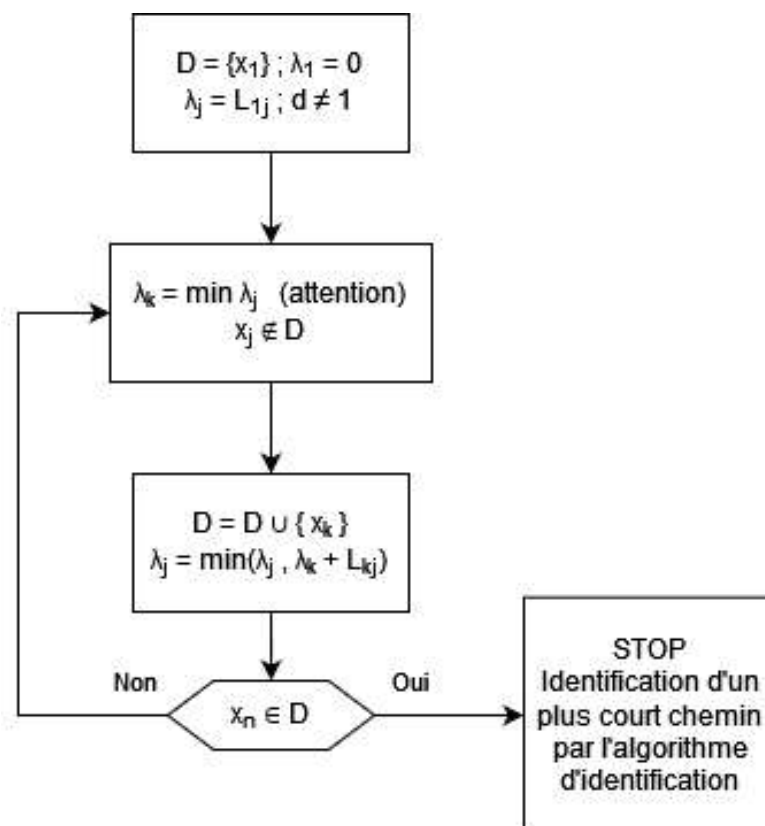 D = {x₁} ; λ₁ = 0
λⱼ = L₁ⱼ ; d ≠ 1
λₖ = min λⱼ (attention)
xⱼ ∉ D
D = D ∪ { xₖ }
λⱼ = min(λⱼ , λₖ + Lₖⱼ)
Non
xₙ ∈ D
Oui
STOP
Identification d'un
plus court chemin
par l'algorithme
d'identification